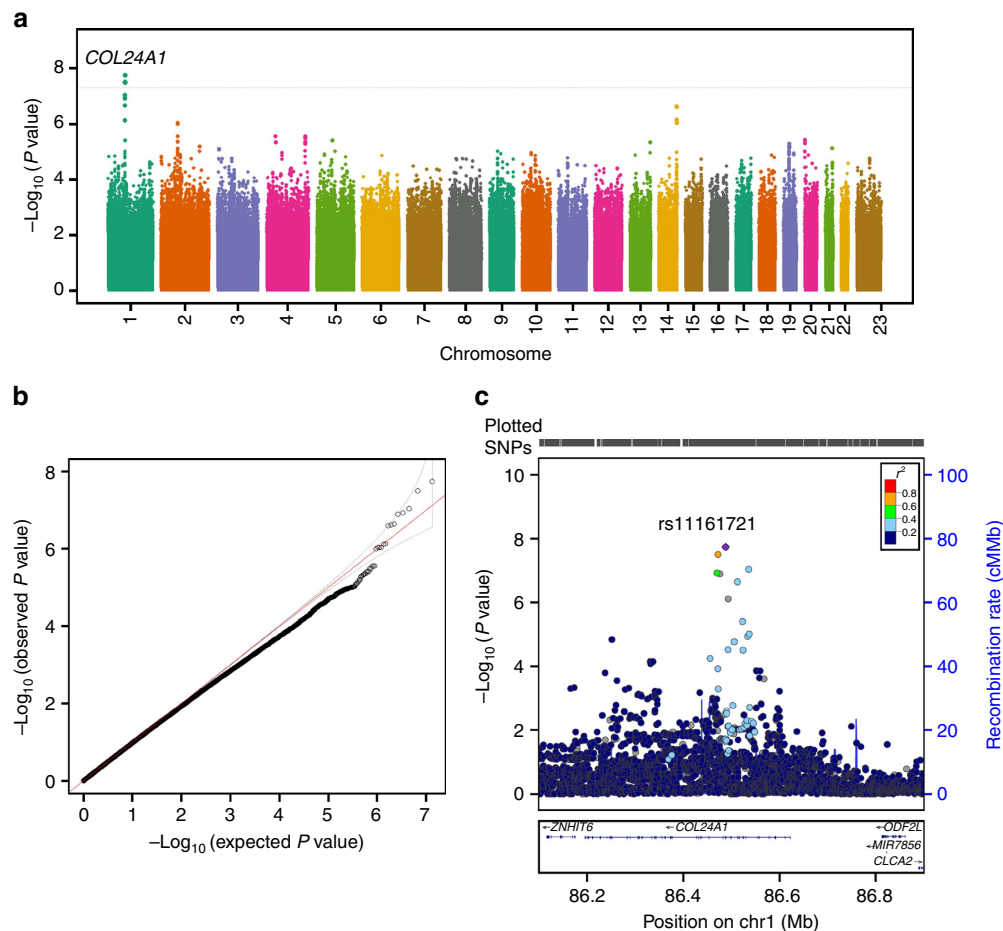 a
COL24A1
8
6
4
2
0
−Log10 (P value)
1 2 3 4 5 6 7 8 9 10 11 12 13 14 15 16 17 18 19 20 21 22 23
Chromosome
b
8
6
4
2
0
−Log10 (observed P value)
0 1 2 3 4 5 6 7
−Log10 (expected P value)
c
Plotted
SNPs
10
8
6
4
2
0
−Log10 (P value)
rs11161721
r2
0.8
0.6
0.4
0.2
100
80
60
40
20
0
Recombination rate (cMMb)
←ZNHIT6
←COL24A1
←ODF2L
←MIR7856
CLCA2→
86.2 86.4 86.6 86.8
Position on chr1 (Mb)